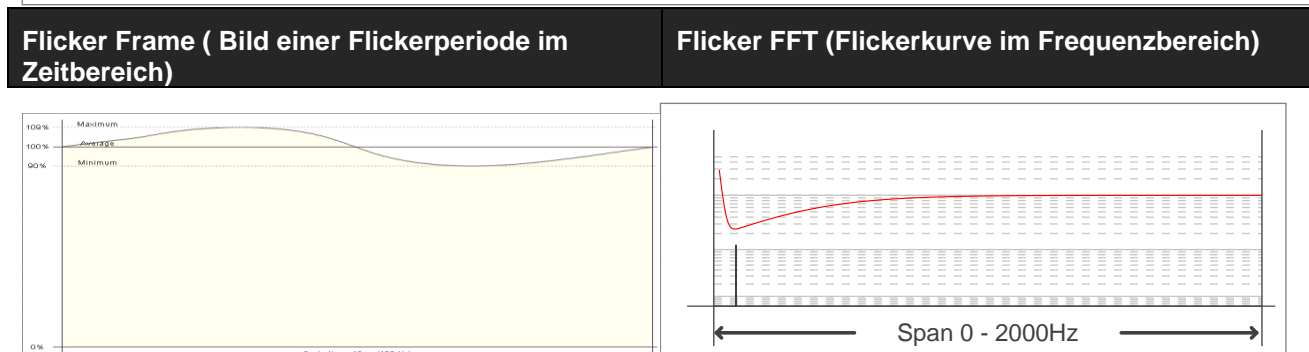 Flicker Frame ( Bild einer Flickerperiode im
Zeitbereich)
Flicker FFT (Flickerkurve im Frequenzbereich)
109%
Maximum
100%
Average
90%
Minimum
0%
Span 0 - 2000Hz